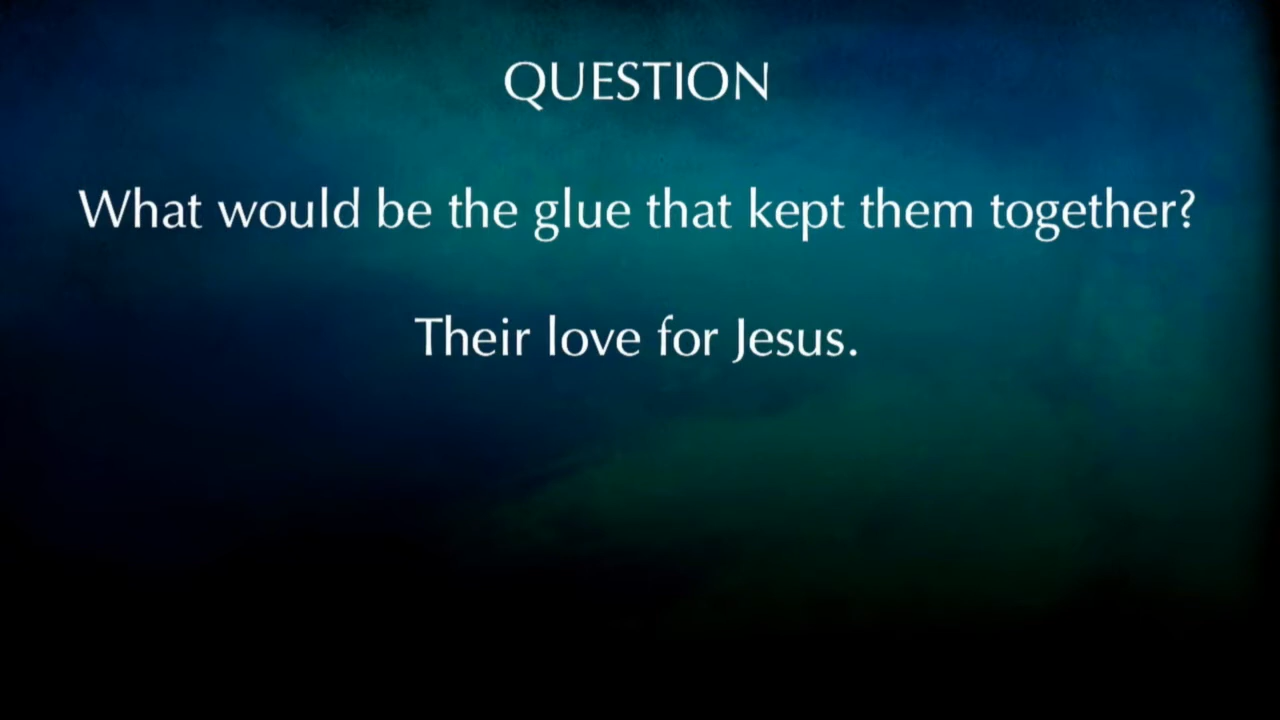 QUESTION
What would be the glue that kept them together?
Their love for Jesus.